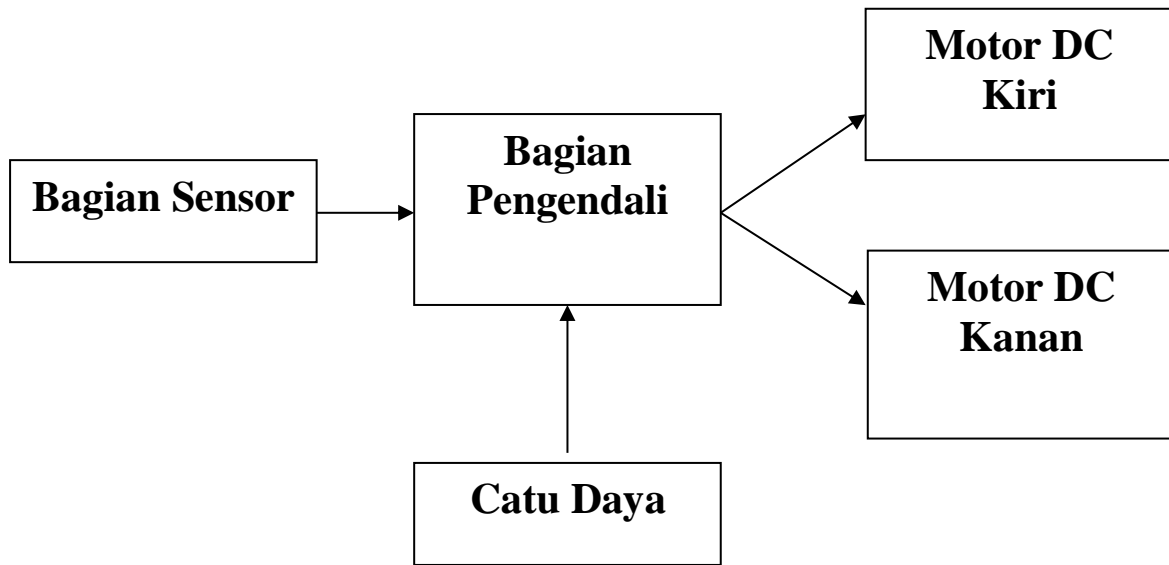 Bagian Sensor
Bagian
Pengendali
Motor DC
Kiri
Motor DC
Kanan
Catu Daya